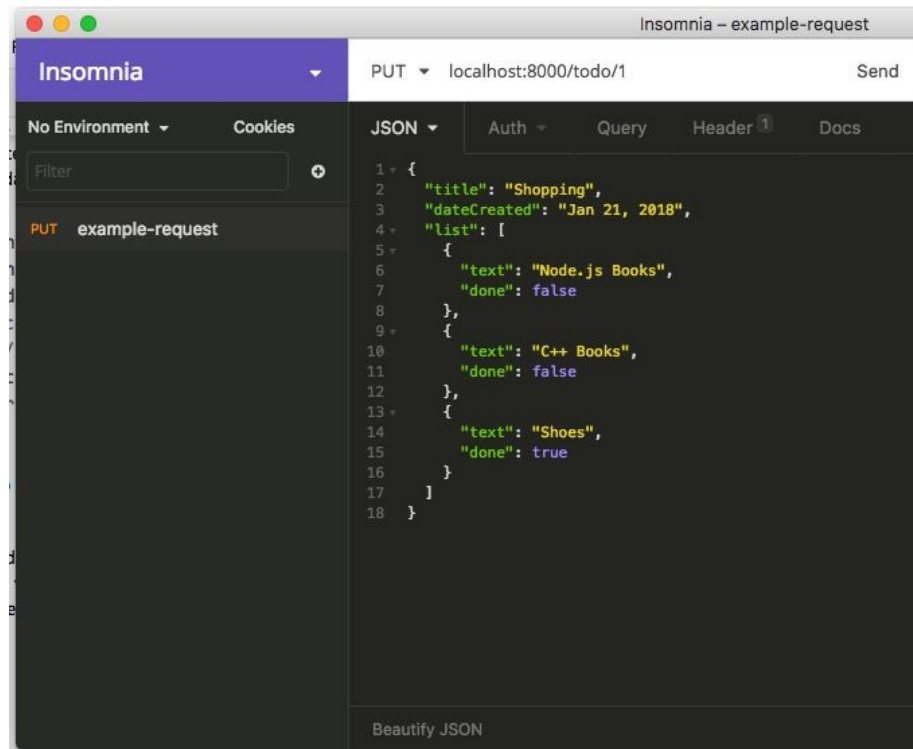 Insomnia – example-request
Insomnia
PUT localhost:8000/todo/1 Send
No Environment Cookies
Filter
PUT example-request
JSON Auth Query Header 1 Docs
1 {
2 "title": "Shopping",
3 "dateCreated": "Jan 21, 2018",
4 "list": [
5 {
6 "text": "Node.js Books",
7 "done": false
8 },
9 {
10 "text": "C++ Books",
11 "done": false
12 },
13 {
14 "text": "Shoes",
15 "done": true
16 }
17 ]
18 }
Beautify JSON